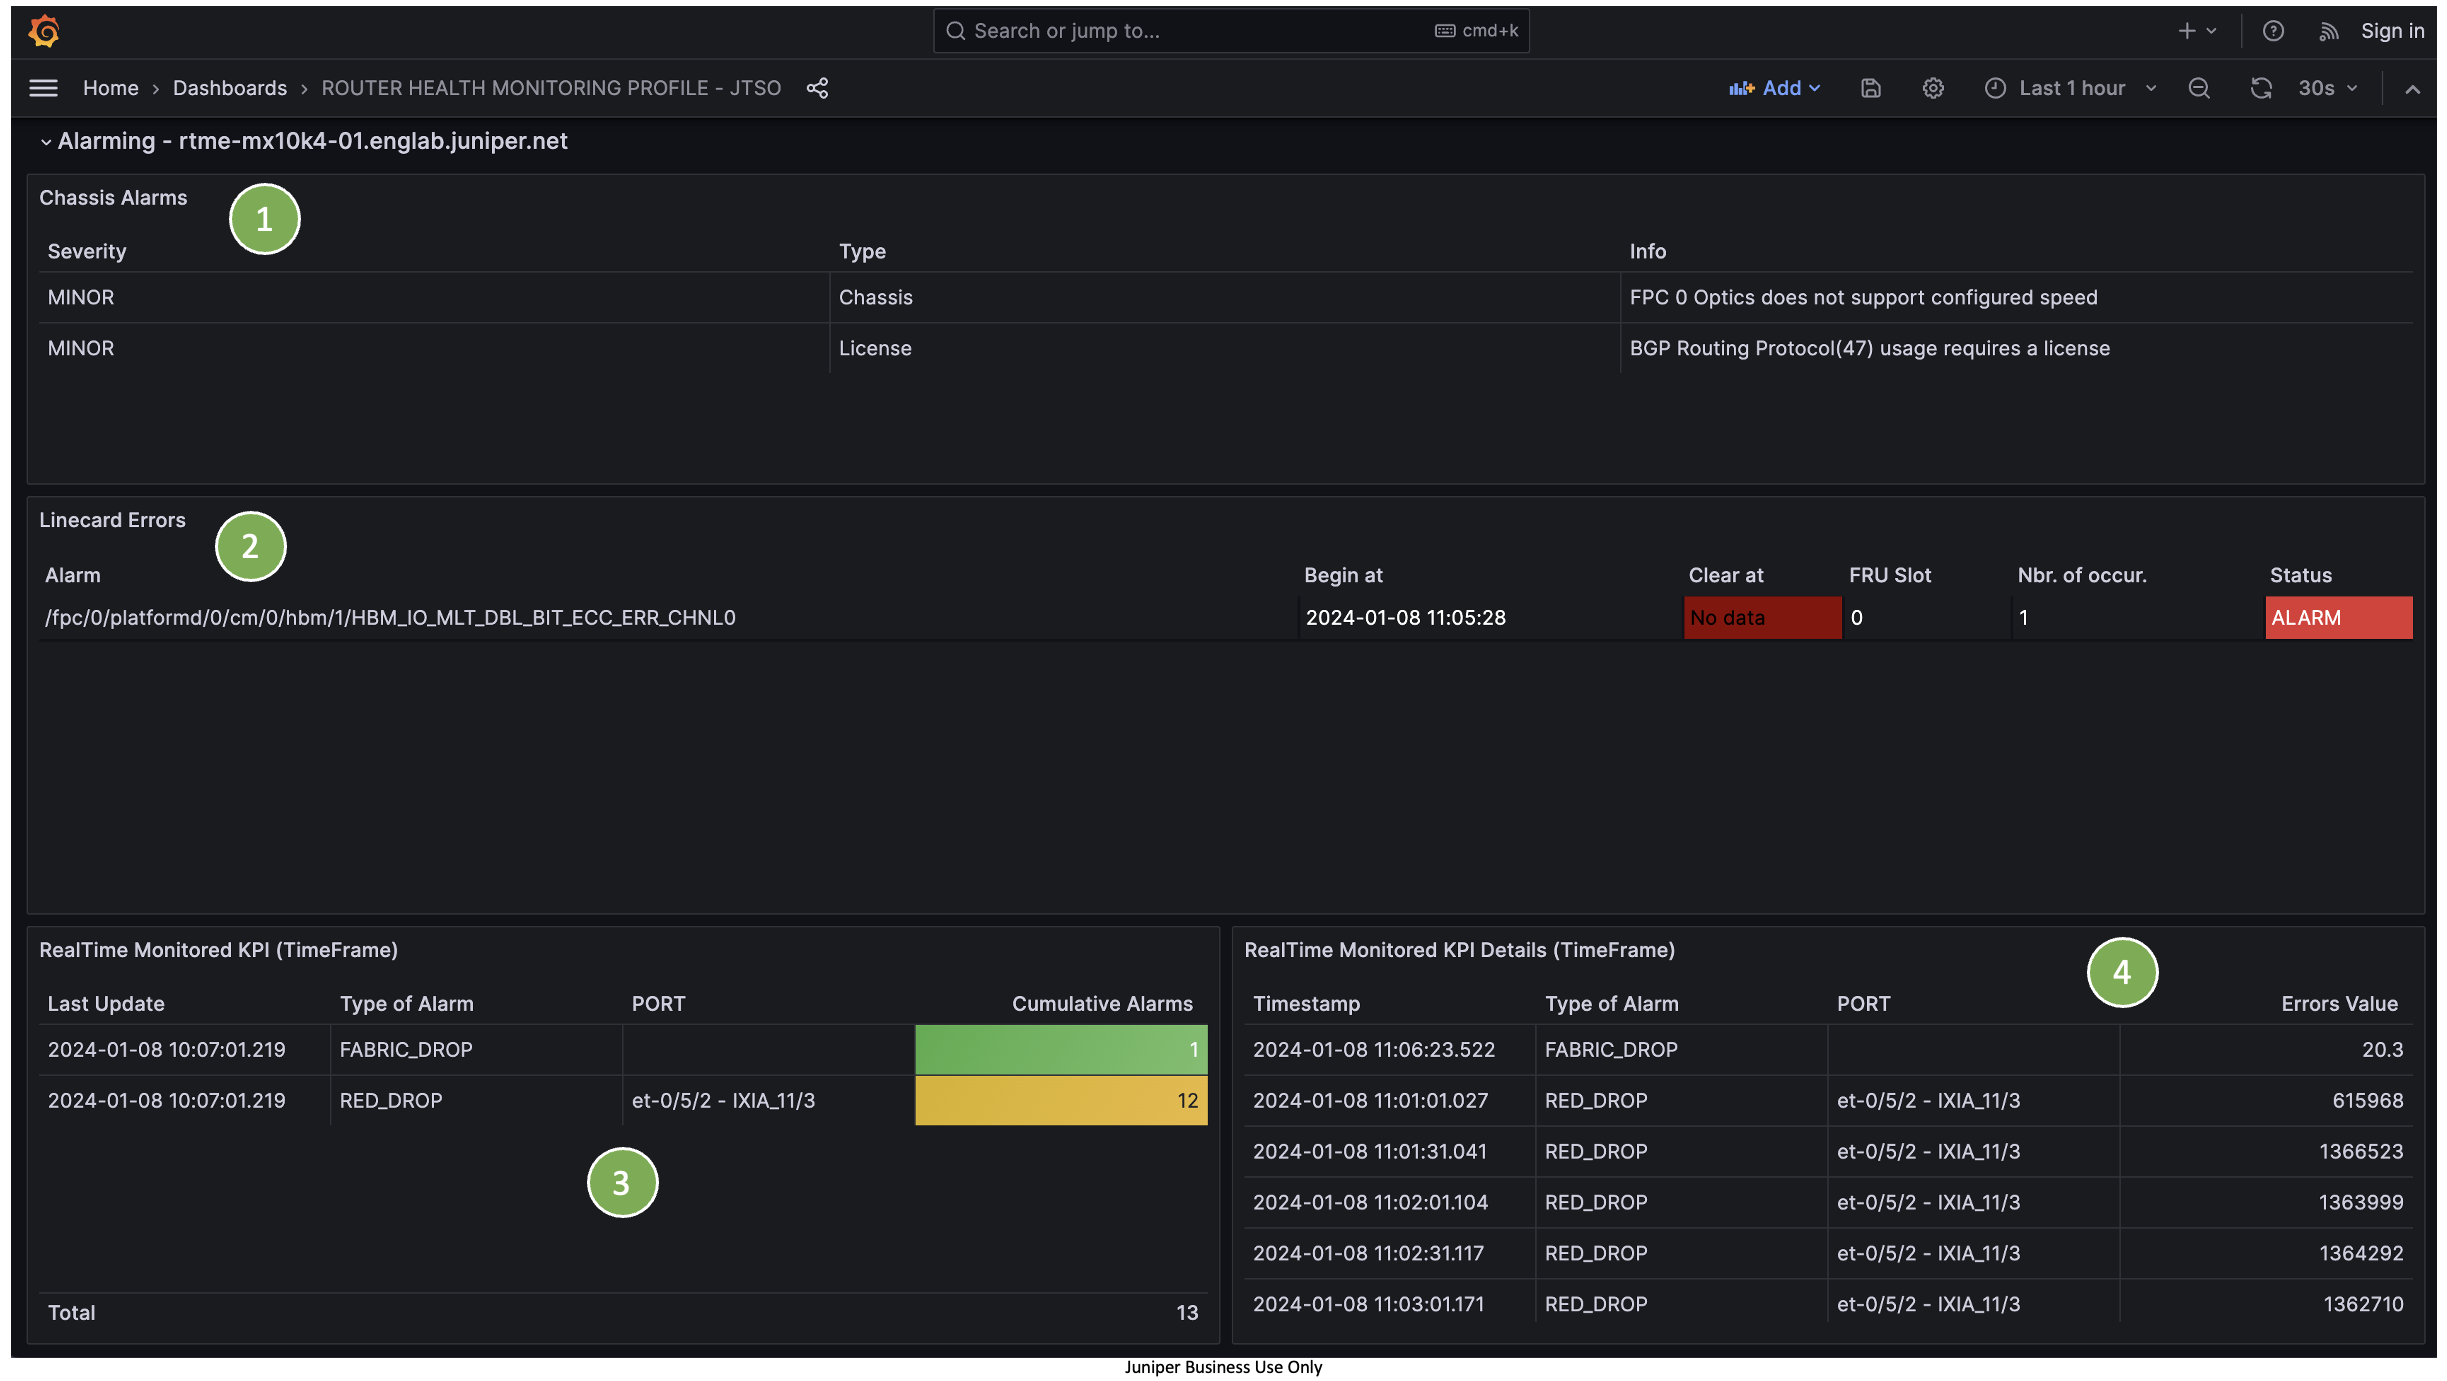 Search or jump to... cmd+k Sign in
Home › Dashboards › ROUTER HEALTH MONITORING PROFILE - JTSO Add Last 1 hour 30s
Alarming - rtme-mx10k4-01.englab.juniper.net
Chassis Alarms
1
Severity Type Info
MINOR Chassis FPC 0 Optics does not support configured speed
MINOR License BGP Routing Protocol(47) usage requires a license
Linecard Errors
2
Alarm Begin at Clear at FRU Slot Nbr. of occur. Status
/fpc/0/platformd/0/cm/0/hbm/1/HBM_IO_MLT_DBL_BIT_ECC_ERR_CHNL0 2024-01-08 11:05:28 No data 0 1 ALARM
RealTime Monitored KPI (TimeFrame)
Last Update Type of Alarm PORT Cumulative Alarms
2024-01-08 10:07:01.219 FABRIC_DROP 1
2024-01-08 10:07:01.219 RED_DROP et-0/5/2 - IXIA_11/3 12
3
Total 13
RealTime Monitored KPI Details (TimeFrame)
4
Timestamp Type of Alarm PORT Errors Value
2024-01-08 11:06:23.522 FABRIC_DROP 20.3
2024-01-08 11:01:01.027 RED_DROP et-0/5/2 - IXIA_11/3 615968
2024-01-08 11:01:31.041 RED_DROP et-0/5/2 - IXIA_11/3 1366523
2024-01-08 11:02:01.104 RED_DROP et-0/5/2 - IXIA_11/3 1363999
2024-01-08 11:02:31.117 RED_DROP et-0/5/2 - IXIA_11/3 1364292
2024-01-08 11:03:01.171 RED_DROP et-0/5/2 - IXIA_11/3 1362710
Juniper Business Use Only